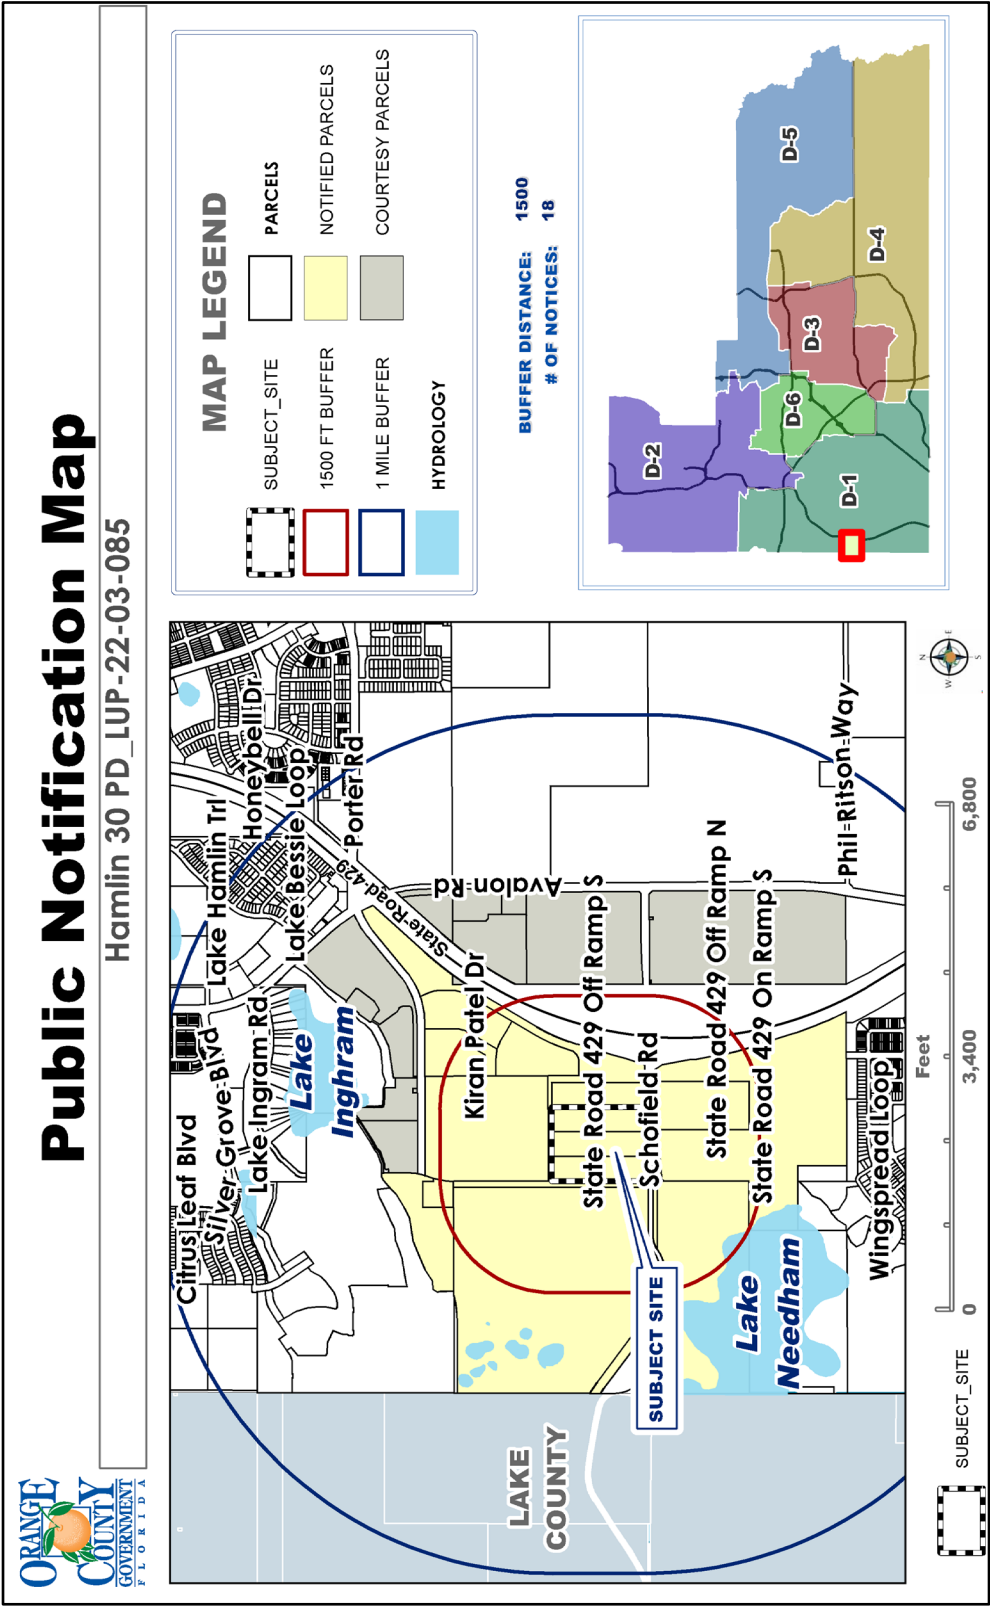 ORANGE
COUNTY
GOVERNMENT
FLORIDA
Public Notification Map
Hamlin 30 PD_LUP-22-03-085
Citrus Leaf Blvd
Silver Grove Blvd
Lake Ingram Rd
Lake Hamlin Trl
Honeybell Dr
Lake Bessie Loop
Porter Rd
State Road 429
Lake
Inghram
Avalon Rd
State Road 429
Kiran Patel Dr
State Road 429 Off Ramp S
Schofield Rd
State Road 429 Off Ramp N
State Road 429 On Ramp S
Phil Ritson Way
Wingspread Loop
LAKE
COUNTY
SUBJECT SITE
Lake
Needham
MAP LEGEND
SUBJECT_SITE
PARCELS
1500 FT BUFFER
NOTIFIED PARCELS
1 MILE BUFFER
COURTESY PARCELS
HYDROLOGY
BUFFER DISTANCE: 1500
# OF NOTICES: 18
D-2
D-5
D-6
D-3
D-1
D-4
SUBJECT_SITE
Feet
0 3,400 6,800
N
W E
S